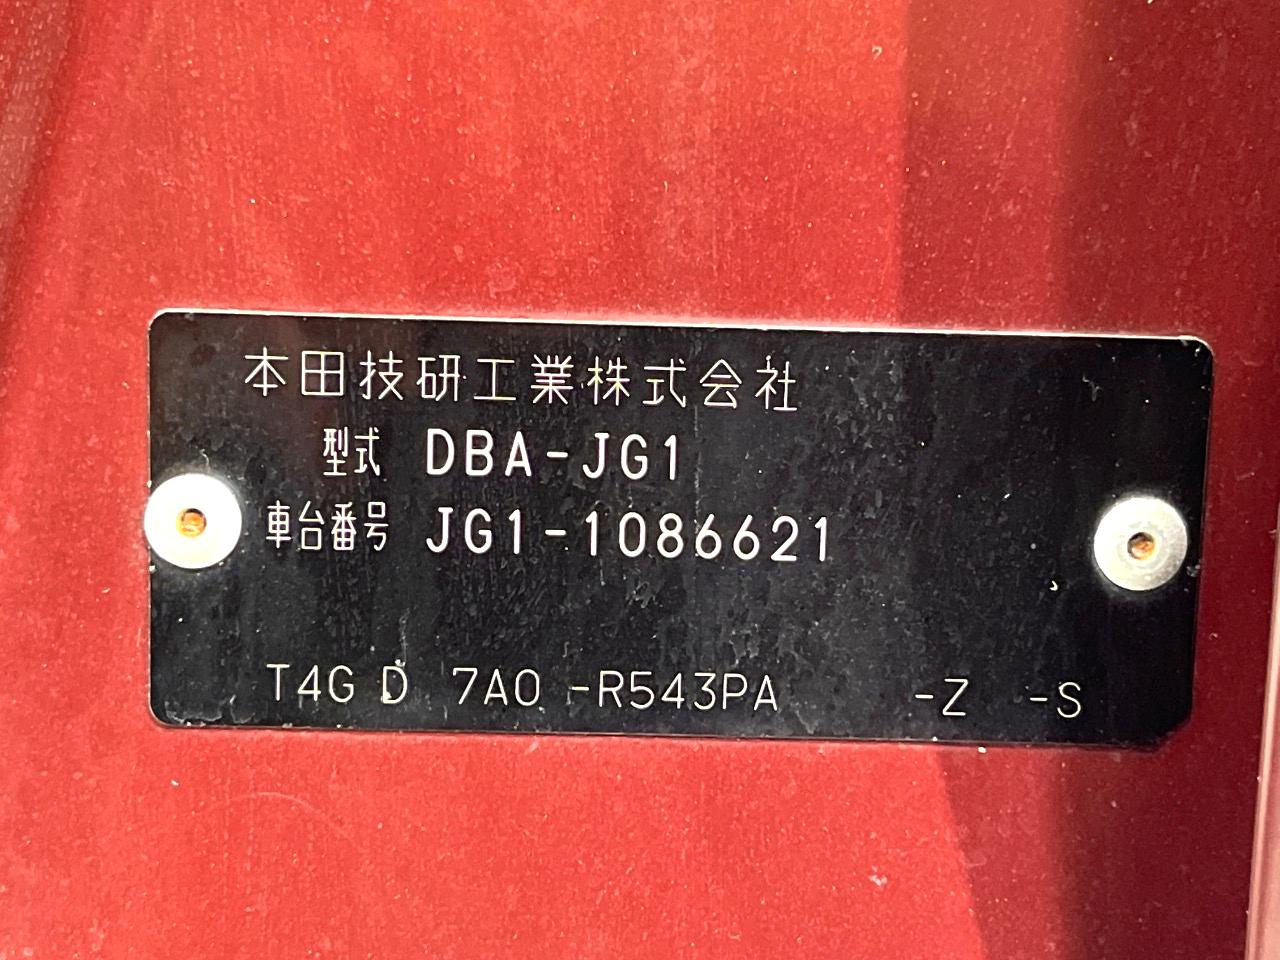 本田技研工業株式会社
型式 DBA-JG1
車台番号 JG1-1086621
T4G D 7A0 -R543PA -Z -S